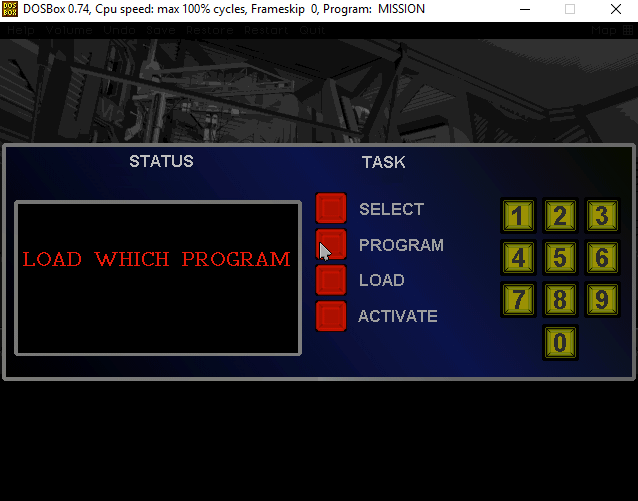 DOS
BOX
DOSBox 0.74, Cpu speed: max 100% cycles, Frameskip 0, Program: MISSION
Help Volume Undo Save Restore Restart Quit Map
STATUS
TASK
LOAD WHICH PROGRAM
SELECT
PROGRAM
LOAD
ACTIVATE
1 2 3
4 5 6
7 8 9
0